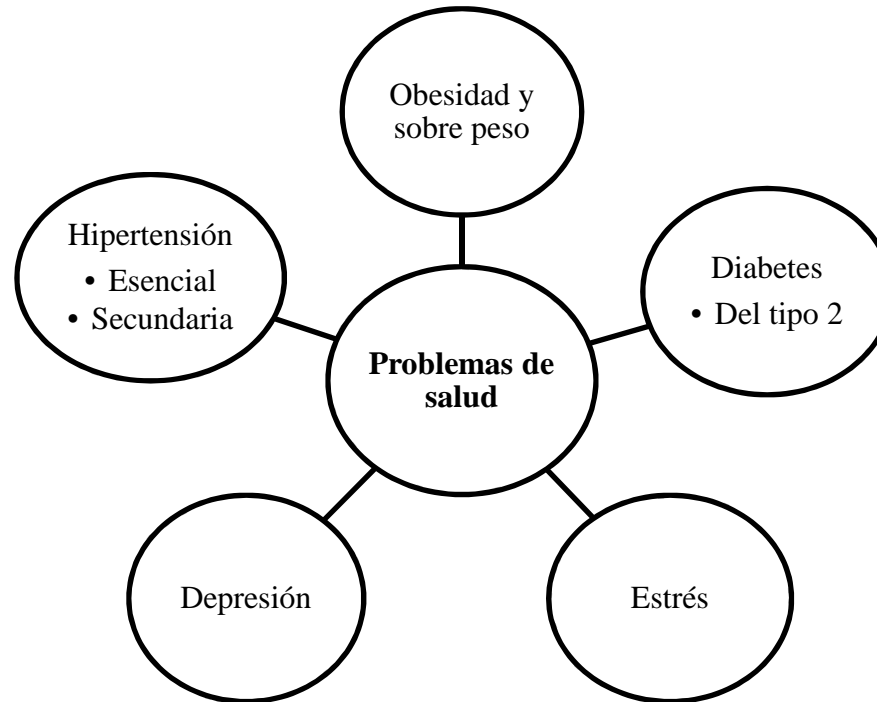 Obesidad y
sobre peso
Hipertensión
• Esencial
• Secundaria
Diabetes
• Del tipo 2
Problemas de
salud
Depresión
Estrés